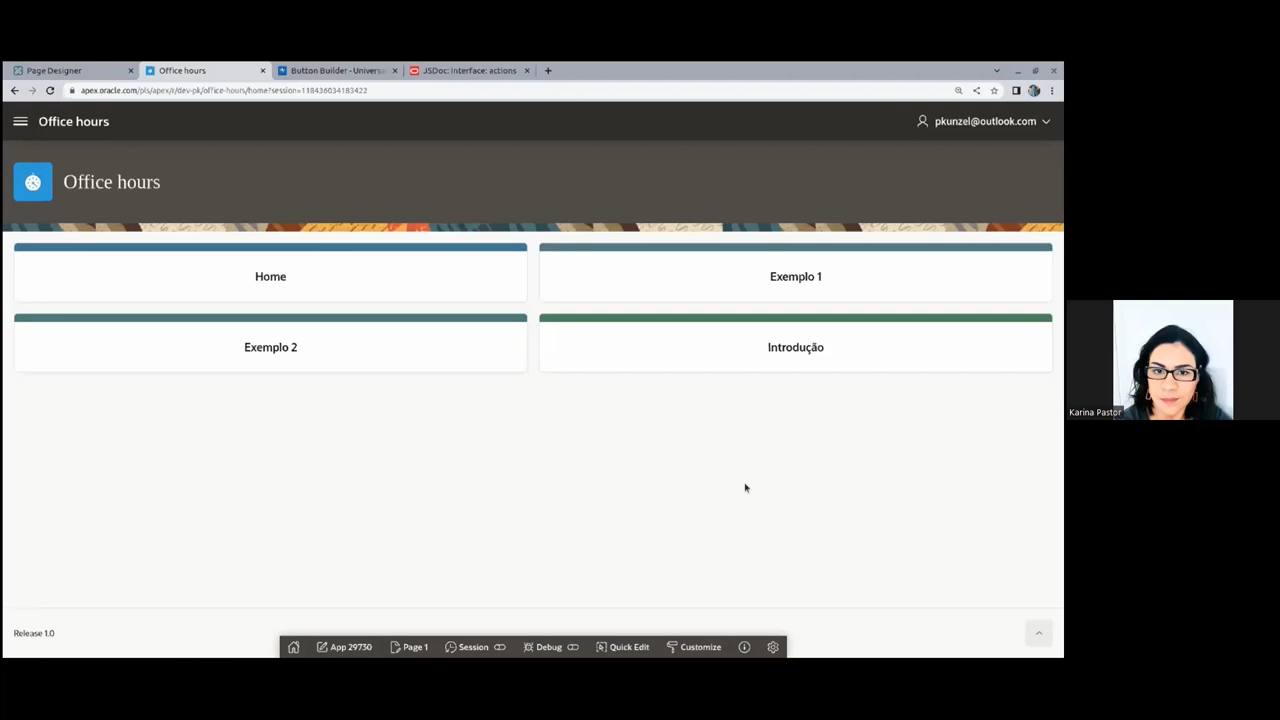 Page Designer
Office hours
Button Builder - Universa
JSDoc: Interface: actions
apex.oracle.com/pls/apex/r/dev-pk/office-hours/home?session=118436034183422
Office hours
pkunzel@outlook.com
Office hours
Home
Exemplo 1
Exemplo 2
Introdução
Karina Pastor
Release 1.0
App 29730
Page 1
Session
Debug
Quick Edit
Customize